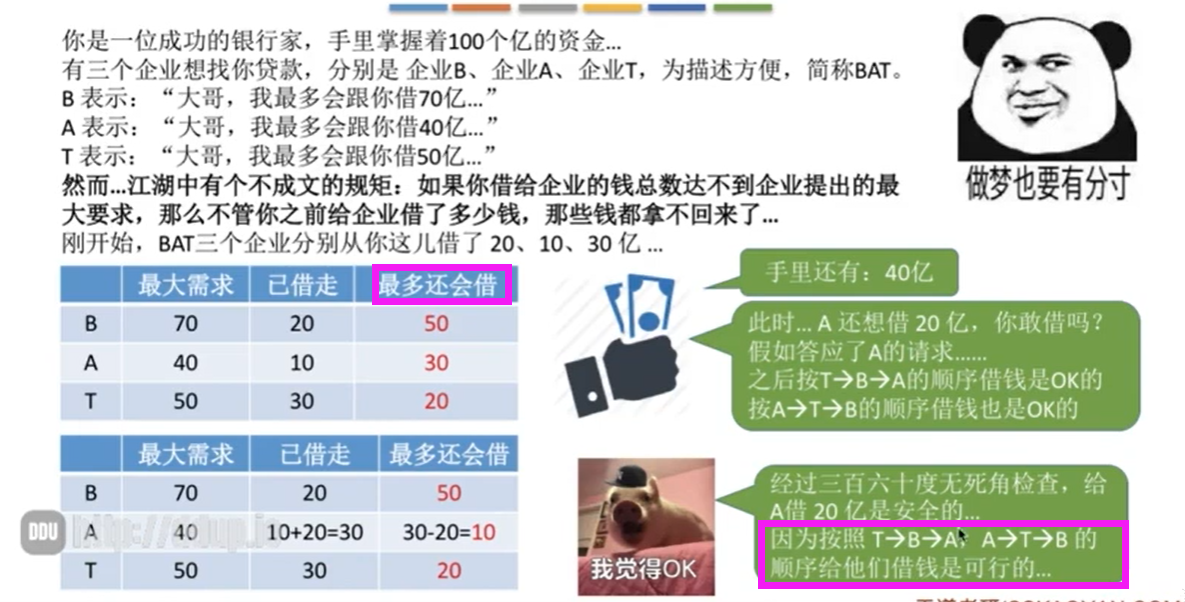 你是一位成功的银行家，手里掌握着100个亿的资金…
有三个企业想找你贷款，分别是 企业B、企业A、企业T，为描述方便，简称BAT。
B 表示：“大哥，我最多会跟你借70亿…”
A 表示：“大哥，我最多会跟你借40亿…”
T 表示：“大哥，我最多会跟你借50亿…”
然而…江湖中有个不成文的规矩：如果你借给企业的钱总数达不到企业提出的最
大要求，那么不管你之前给企业借了多少钱，那些钱都拿不回来了…
刚开始，BAT三个企业分别从你这儿借了 20、10、30 亿 …
做梦也要有分寸
最大需求 已借走 最多还会借
B 70 20 50
A 40 10 30
T 50 30 20
手里还有：40亿
此时… A 还想借 20 亿，你敢借吗？
假如答应了A的请求……
之后按T→B→A的顺序借钱是OK的
按A→T→B的顺序借钱也是OK的
最大需求 已借走 最多还会借
B 70 20 50
A 40 10+20=30 30-20=10
T 50 30 20
DDU
http://ddup.io
我觉得OK
经过三百六十度无死角检查，给
A借 20 亿是安全的…
因为按照 T→B→A，A→T→B 的
顺序给他们借钱是可行的…